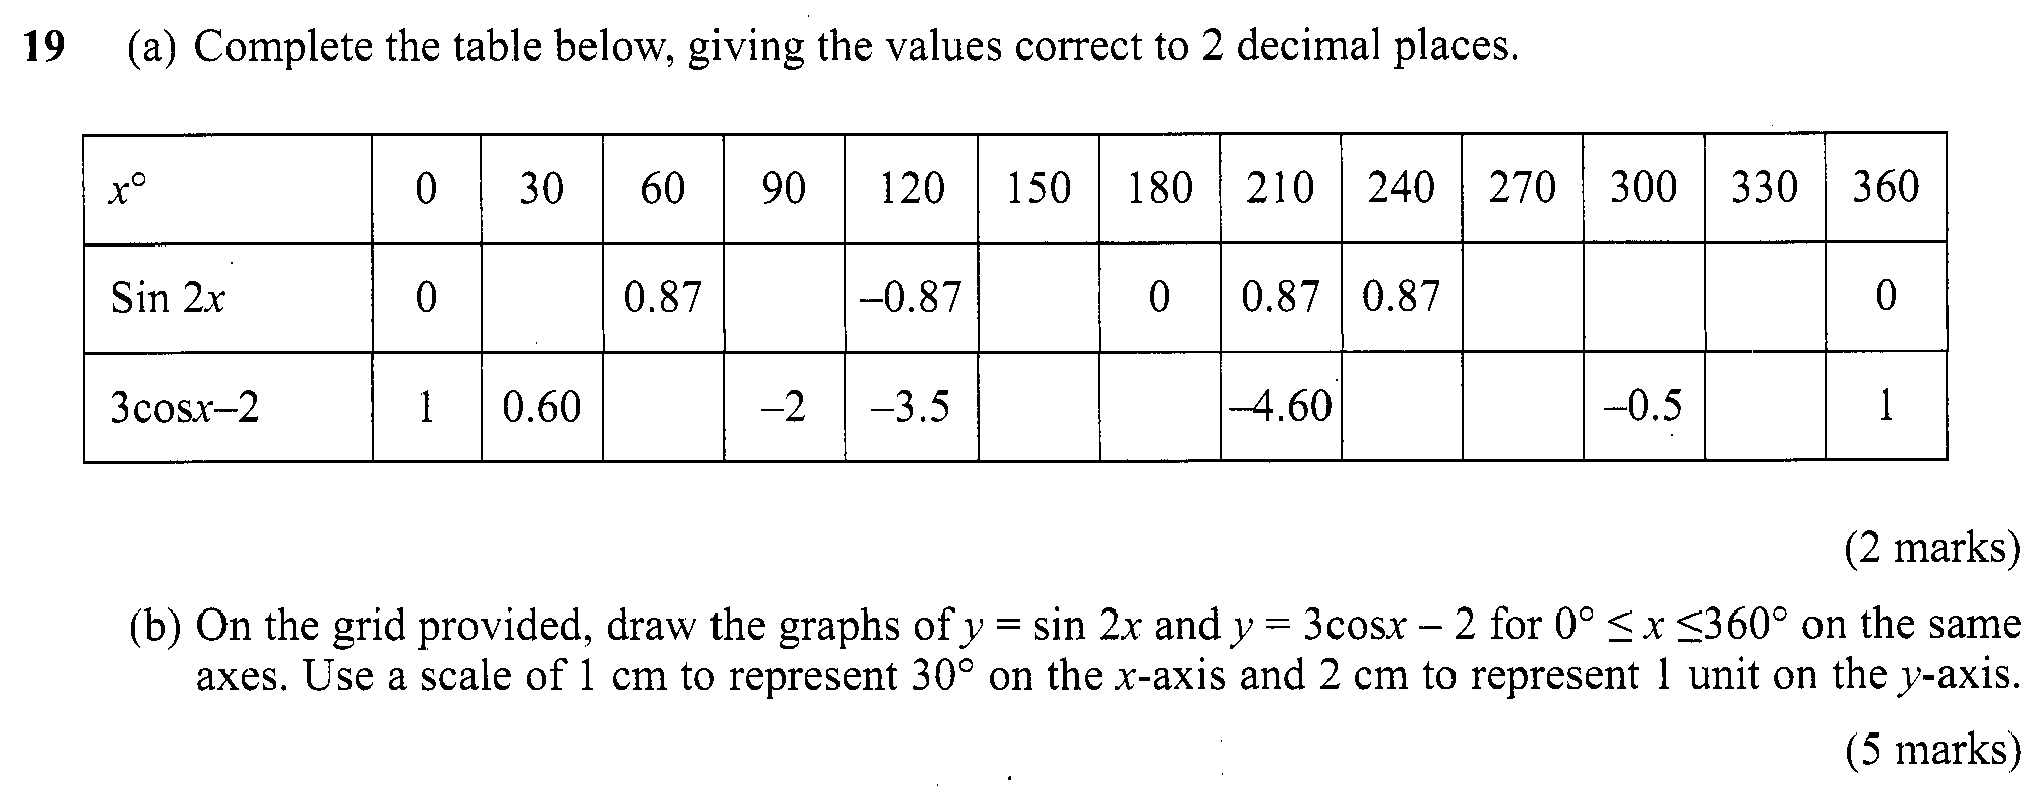 19 (a) Complete the table below, giving the values correct to 2 decimal places.
x° 0 30 60 90 120 150 180 210 240 270 300 330 360
Sin 2x 0 0.87 –0.87 0 0.87 0.87 0
3cosx–2 1 0.60 –2 –3.5 –4.60 –0.5 1
(2 marks)
(b) On the grid provided, draw the graphs of y = sin 2x and y = 3cosx – 2 for 0° ≤ x ≤360° on the same
axes. Use a scale of 1 cm to represent 30° on the x-axis and 2 cm to represent 1 unit on the y-axis.
(5 marks)